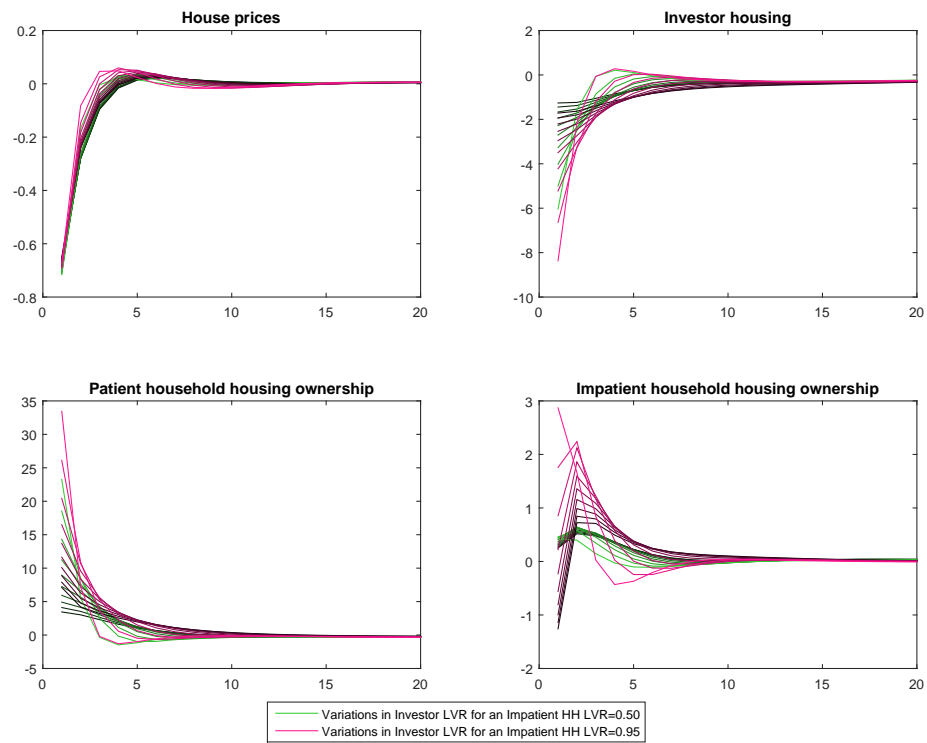 House prices
0.2
0
-0.2
-0.4
-0.6
-0.8
0 5 10 15 20
Investor housing
2
0
-2
-4
-6
-8
-10
0 5 10 15 20
Patient household housing ownership
35
30
25
20
15
10
5
0
-5
0 5 10 15 20
Impatient household housing ownership
3
2
1
0
-1
-2
0 5 10 15 20
Variations in Investor LVR for an Impatient HH LVR=0.50
Variations in Investor LVR for an Impatient HH LVR=0.95